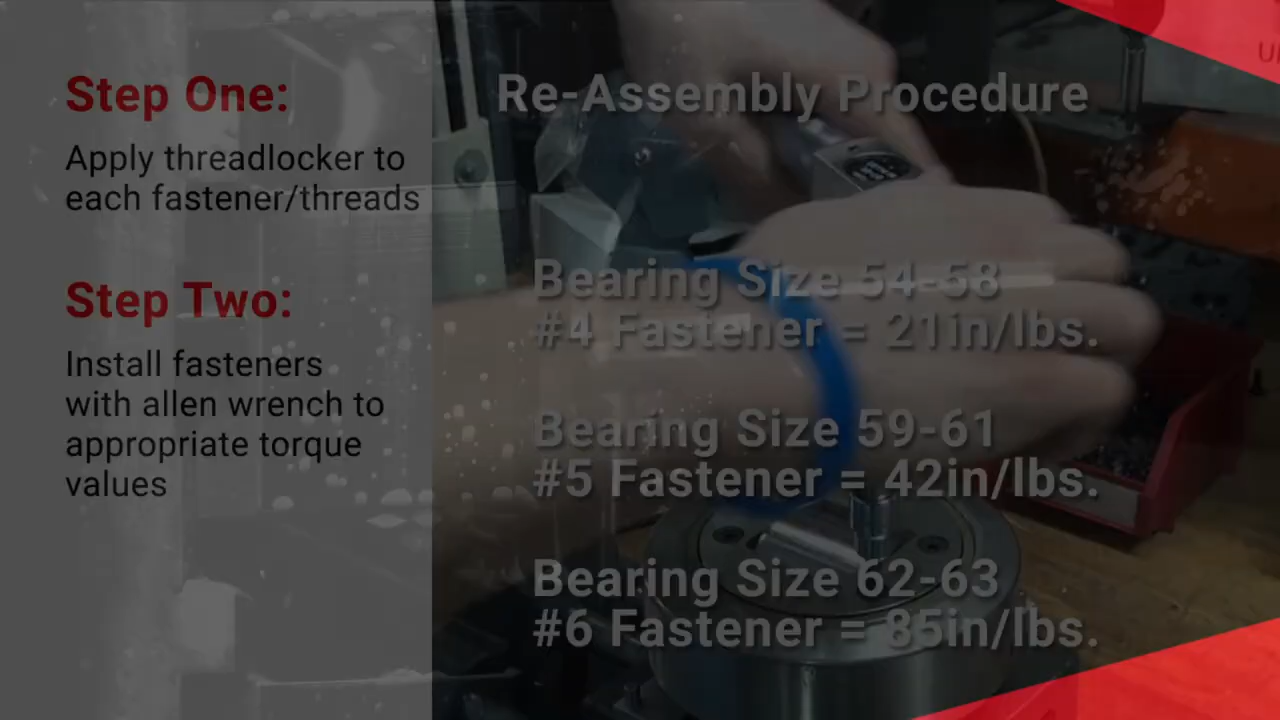 Step One:
Apply threadlocker to
each fastener/threads
Step Two:
Install fasteners
with allen wrench to
appropriate torque
values
Re-Assembly Procedure
Bearing Size 54-58
#4 Fastener = 21in/lbs.
Bearing Size 59-61
#5 Fastener = 42in/lbs.
Bearing Size 62-63
#6 Fastener = 85in/lbs.